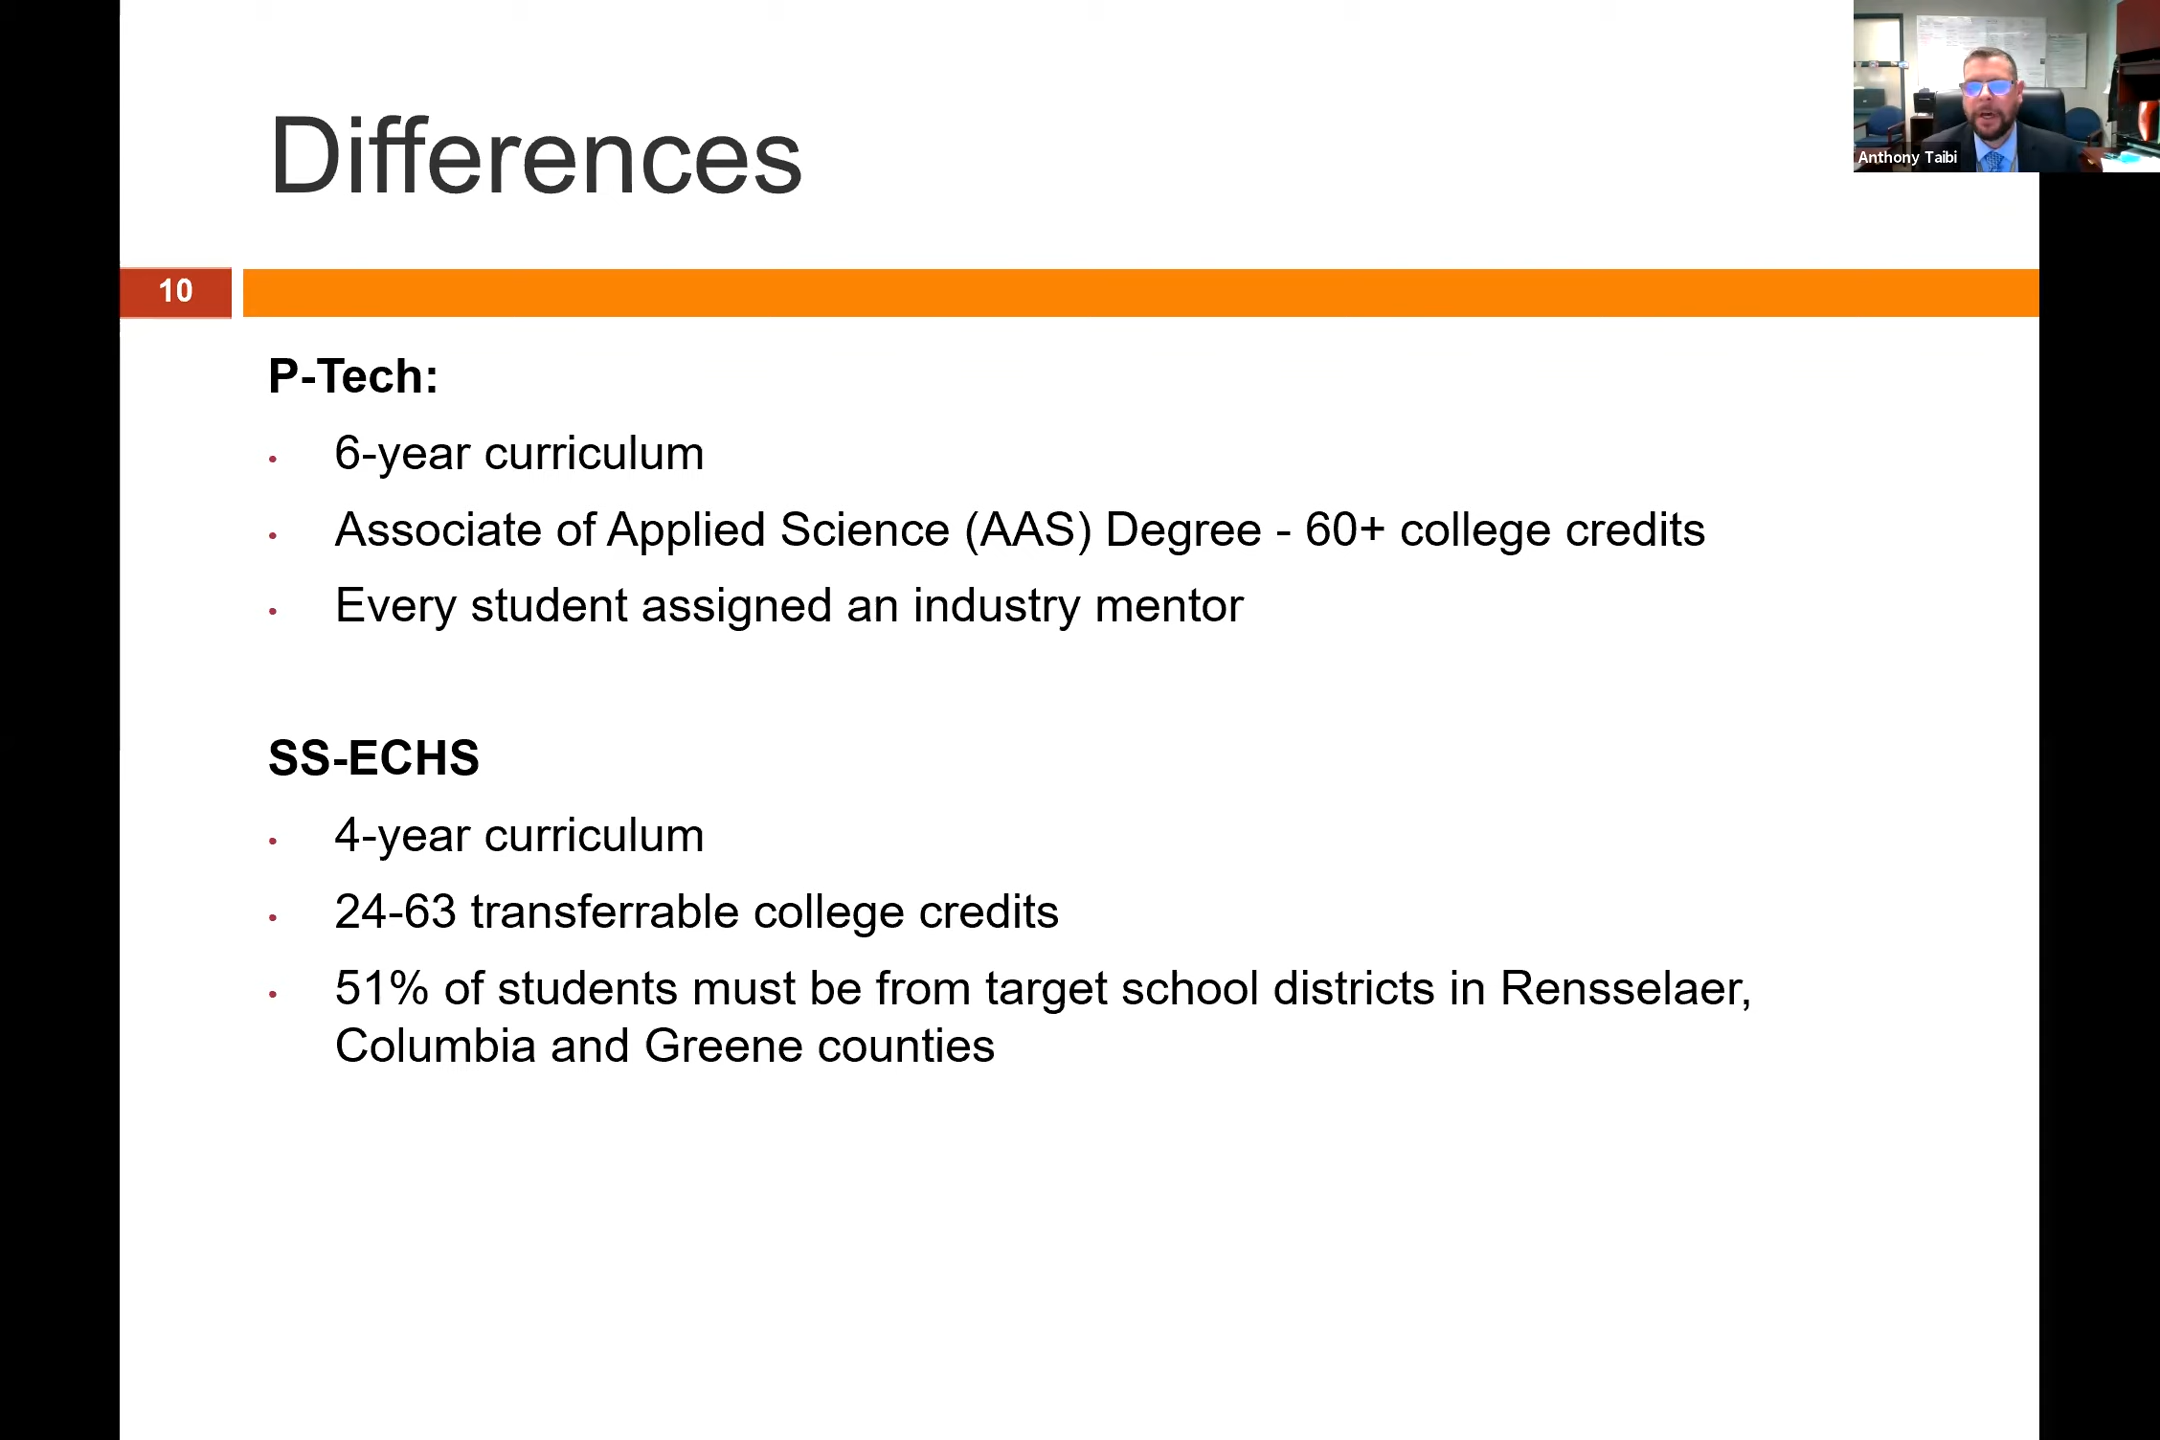 Differences
Anthony Taibi
10
P-Tech:
• 6-year curriculum
• Associate of Applied Science (AAS) Degree - 60+ college credits
• Every student assigned an industry mentor
SS-ECHS
• 4-year curriculum
• 24-63 transferrable college credits
• 51% of students must be from target school districts in Rensselaer,
Columbia and Greene counties